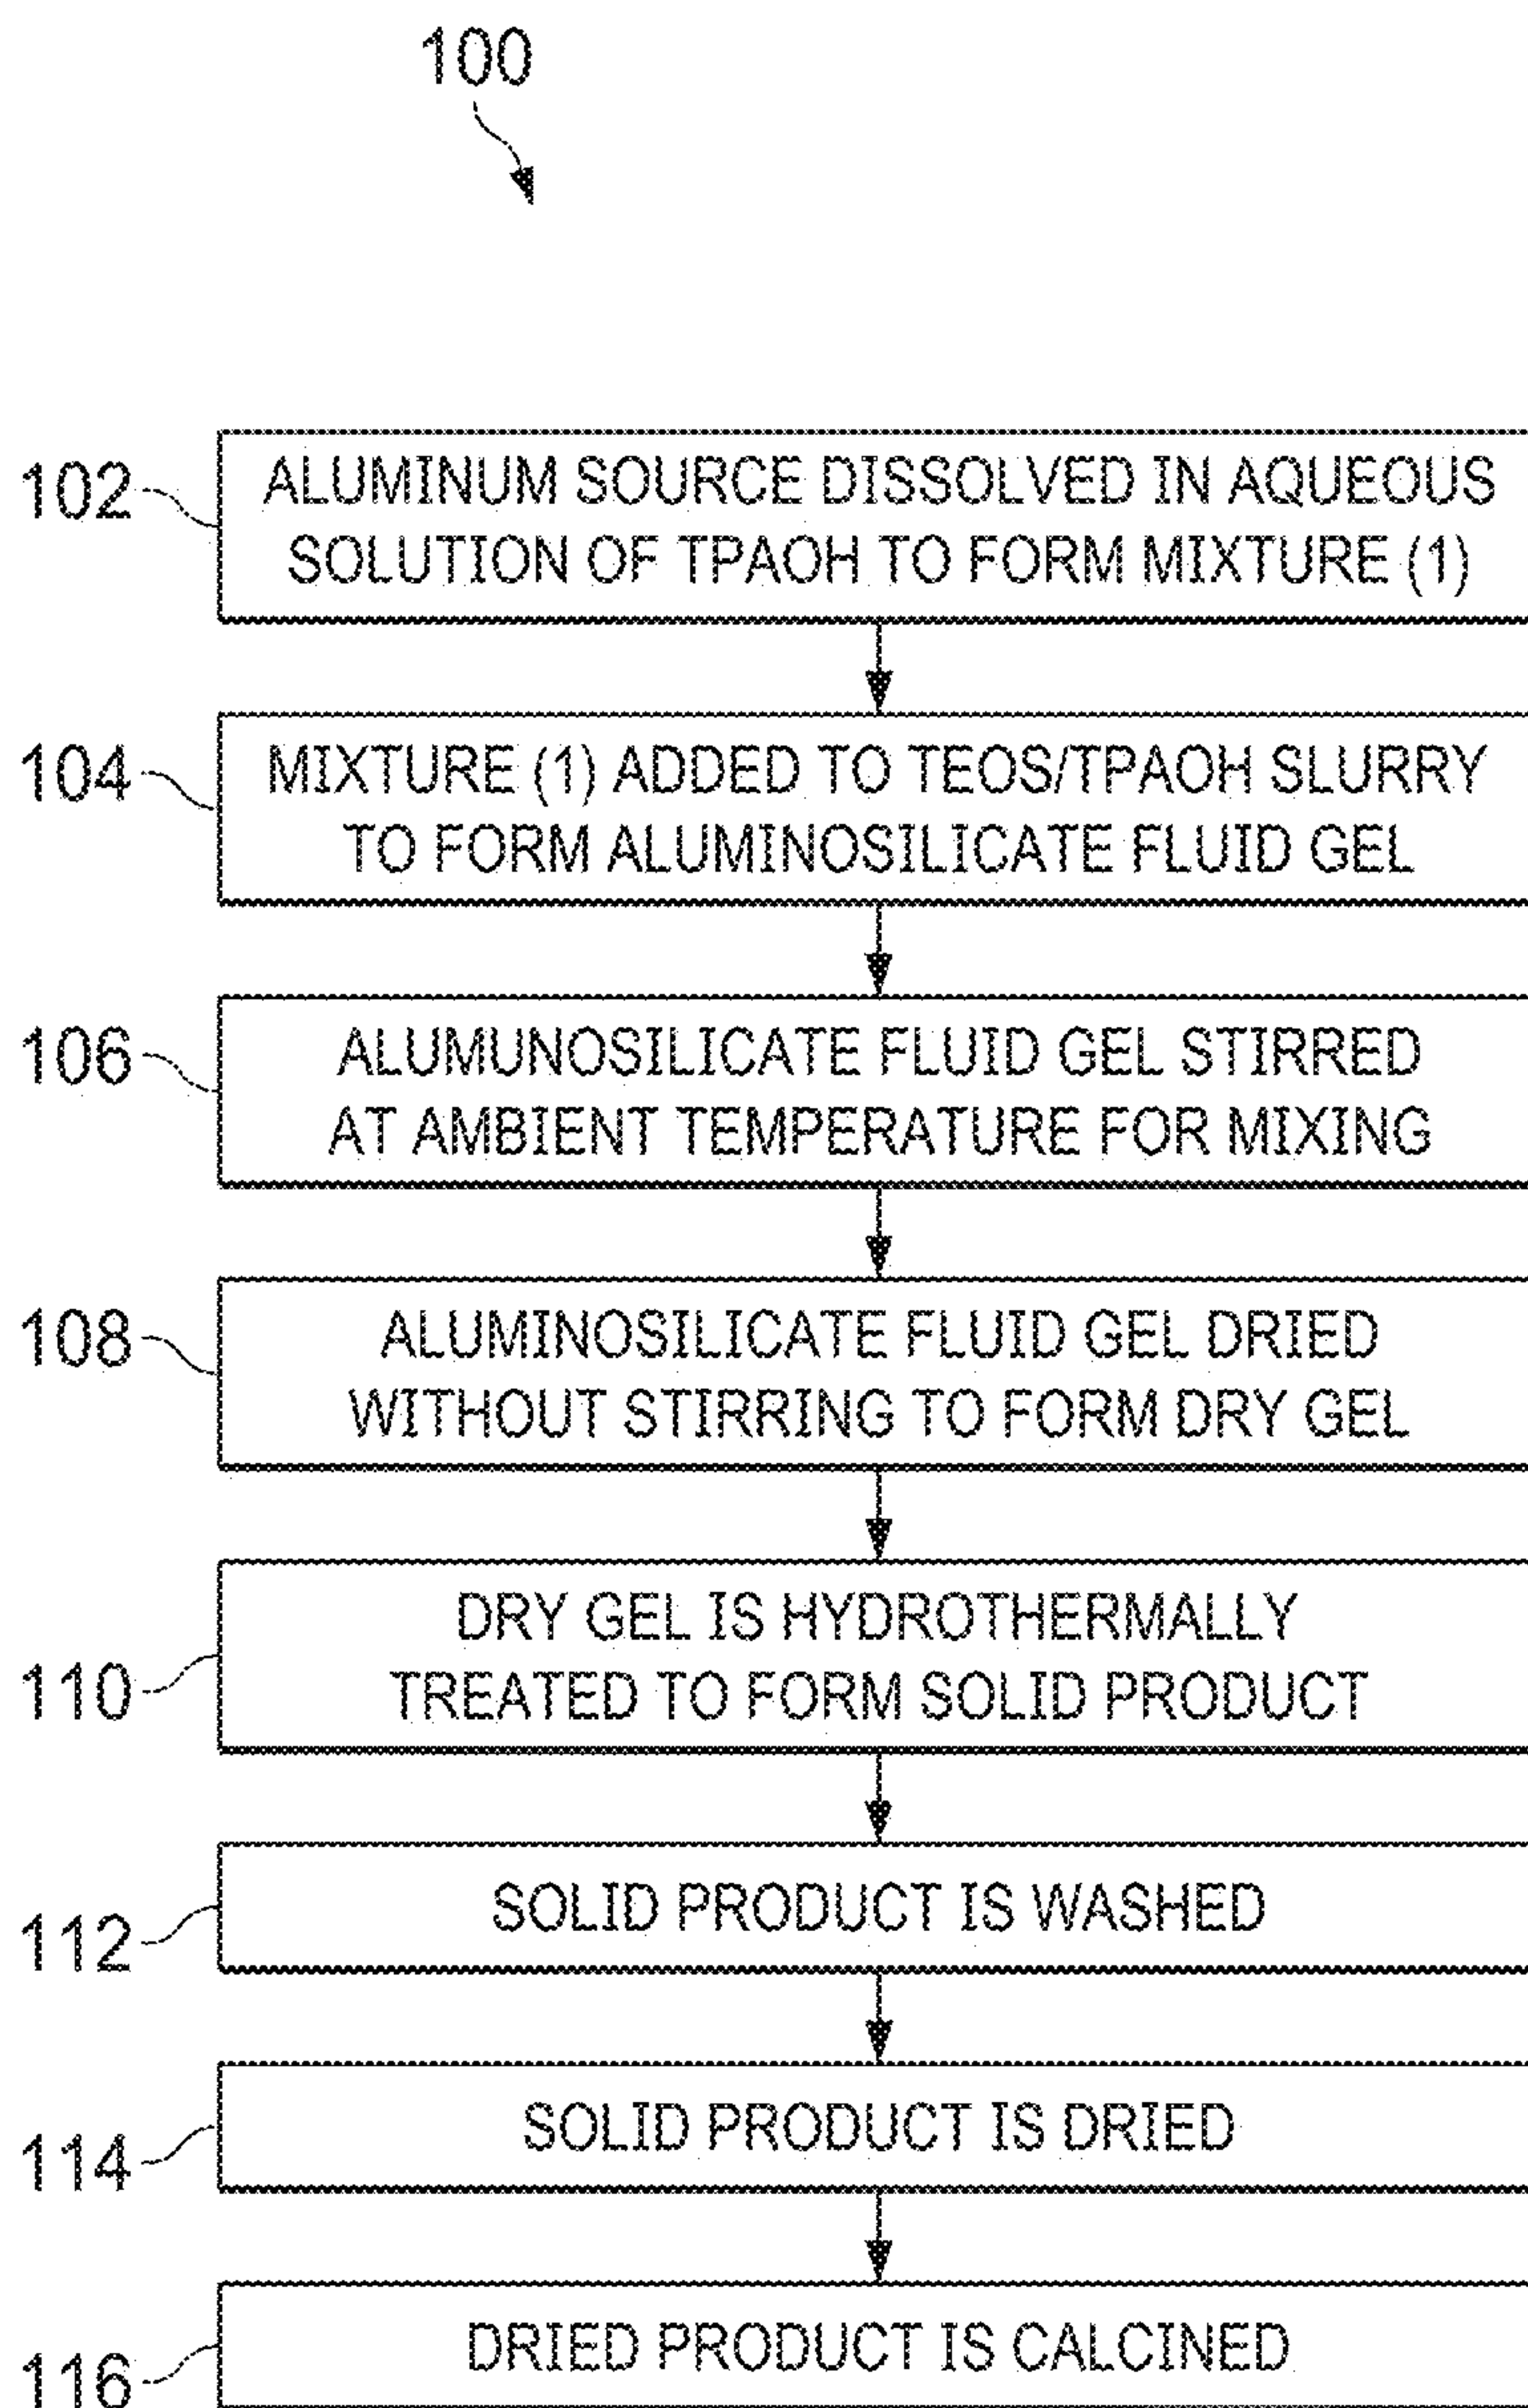 100
102
ALUMINUM SOURCE DISSOLVED IN AQUEOUS
SOLUTION OF TPAOH TO FORM MIXTURE (1)
104
MIXTURE (1) ADDED TO TEOS/TPAOH SLURRY
TO FORM ALUMINOSILICATE FLUID GEL
106
ALUMUNOSILICATE FLUID GEL STIRRED
AT AMBIENT TEMPERATURE FOR MIXING
108
ALUMINOSILICATE FLUID GEL DRIED
WITHOUT STIRRING TO FORM DRY GEL
110
DRY GEL IS HYDROTHERMALLY
TREATED TO FORM SOLID PRODUCT
112
SOLID PRODUCT IS WASHED
114
SOLID PRODUCT IS DRIED
116
DRIED PRODUCT IS CALCINED